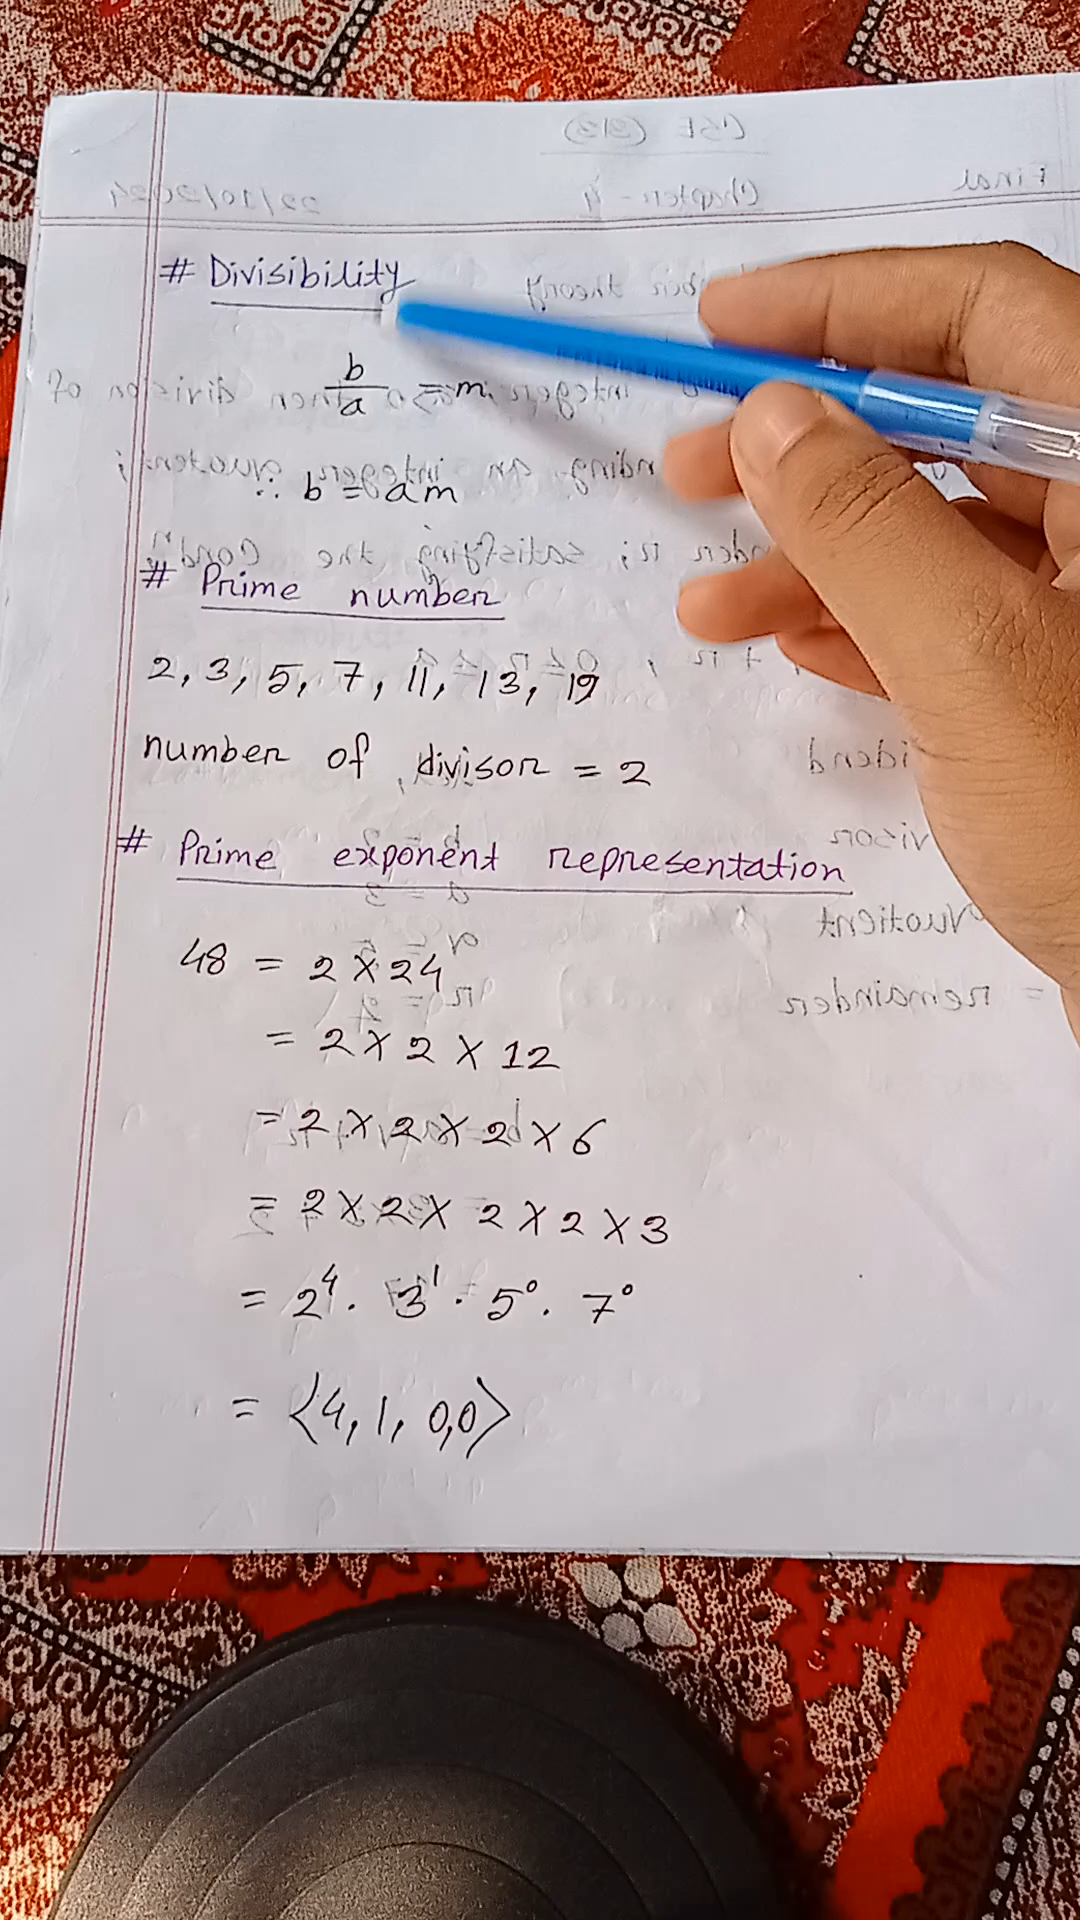 # Divisibility
b/a = m
∴ b = am
# Prime number
2, 3, 5, 7, 11, 13, 19
number of divisor = 2
# Prime exponent representation
48 = 2 × 24
= 2 × 2 × 12
= 2 × 2 × 2 × 6
= 2 × 2 × 2 × 2 × 3
= 2⁴ . 3¹ . 5⁰ . 7⁰
= ⟨4, 1, 0,0⟩